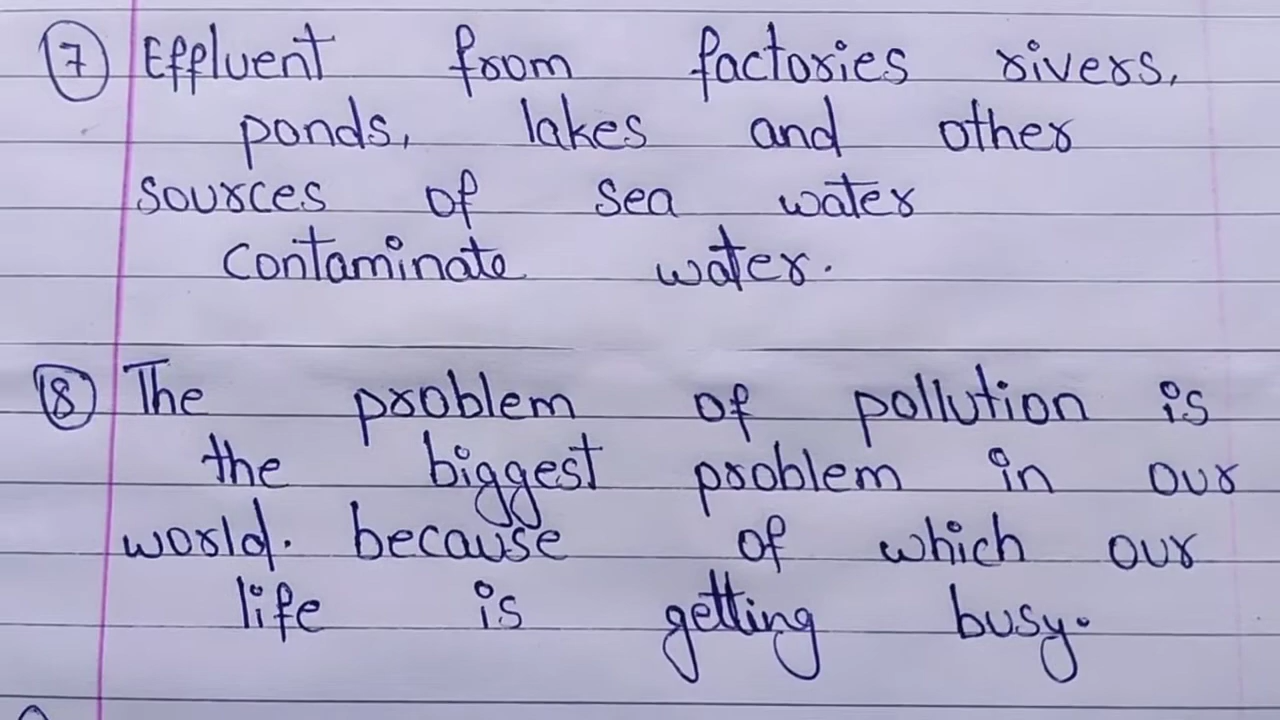 7 Effluent from factories rivers,
ponds, lakes and other
sources of sea water
contaminate water.
8 The problem of pollution is
the biggest problem in our
world. because of which our
life is getting busy.